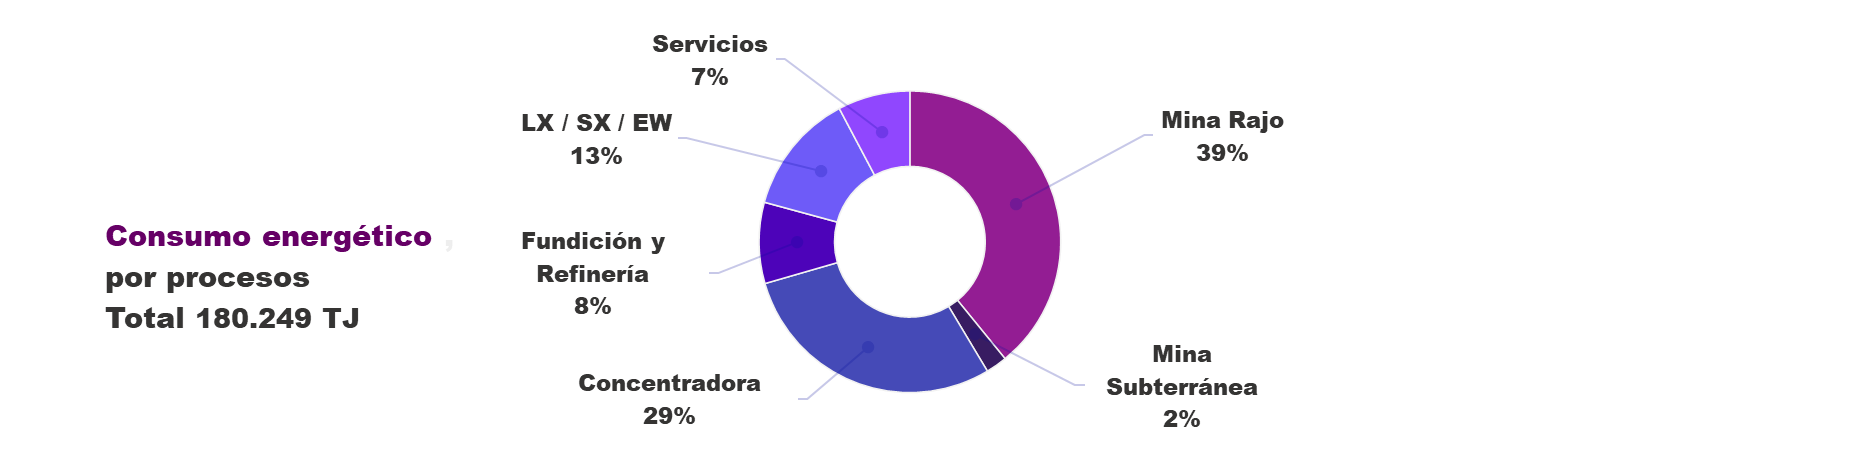 Consumo energético ,
por procesos
Total 180.249 TJ
Servicios
7%
LX / SX / EW
13%
Fundición y
Refinería
8%
Concentradora
29%
Mina Rajo
39%
Mina
Subterránea
2%